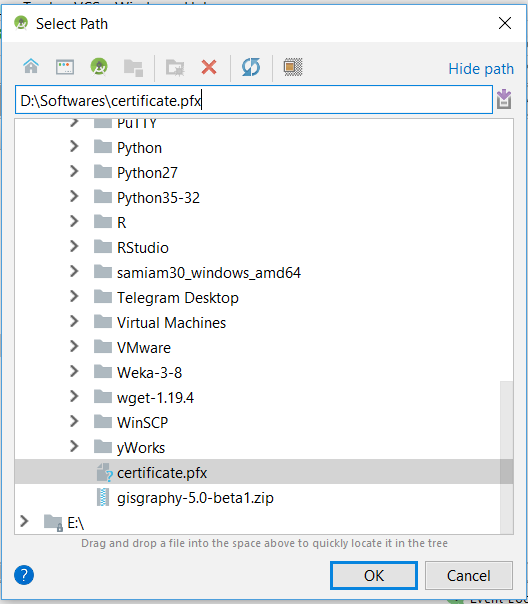 Select Path
Hide path
D:\Softwares\certificate.pfx
PuTTY
Python
Python27
Python35-32
R
RStudio
samiam30_windows_amd64
Telegram Desktop
Virtual Machines
VMware
Weka-3-8
wget-1.19.4
WinSCP
yWorks
certificate.pfx
gisgraphy-5.0-beta1.zip
E:\
Drag and drop a file into the space above to quickly locate it in the tree
OK
Cancel